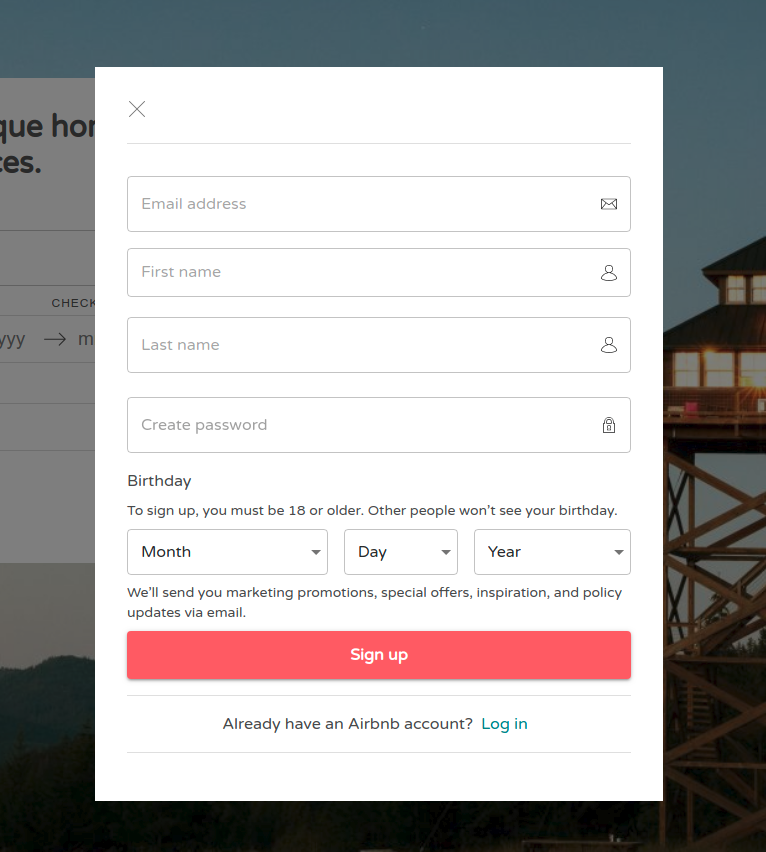 que hor
ces.
CHECK
yyy → m
Email address
First name
Last name
Create password
Birthday
To sign up, you must be 18 or older. Other people won’t see your birthday.
Month Day Year
We’ll send you marketing promotions, special offers, inspiration, and policy
updates via email.
Sign up
Already have an Airbnb account? Log in